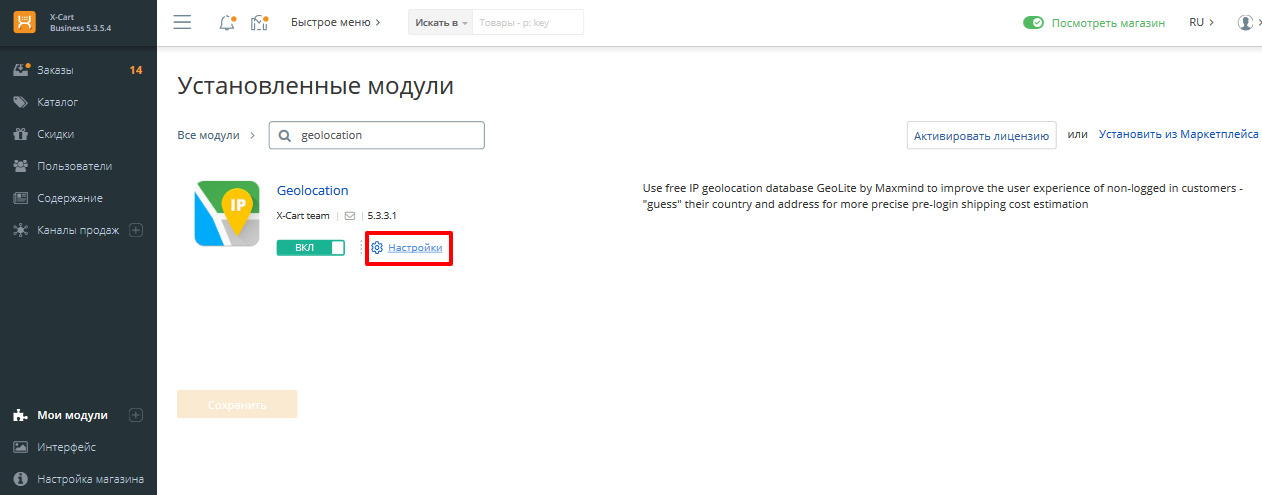 X-Cart
Business 5.3.5.4
Быстрое меню
Искать в
Товары - p: key
Посмотреть магазин
RU
Заказы
14
Каталог
Скидки
Пользователи
Содержание
Каналы продаж
Мои модули
Интерфейс
Настройка магазина
Установленные модули
Все модули
geolocation
Активировать лицензию
или
Установить из Маркетплейса
IP
Geolocation
X-Cart team
5.3.3.1
ВКЛ
Настройки
Use free IP geolocation database GeoLite by Maxmind to improve the user experience of non-logged in customers -
"guess" their country and address for more precise pre-login shipping cost estimation
Сохранить